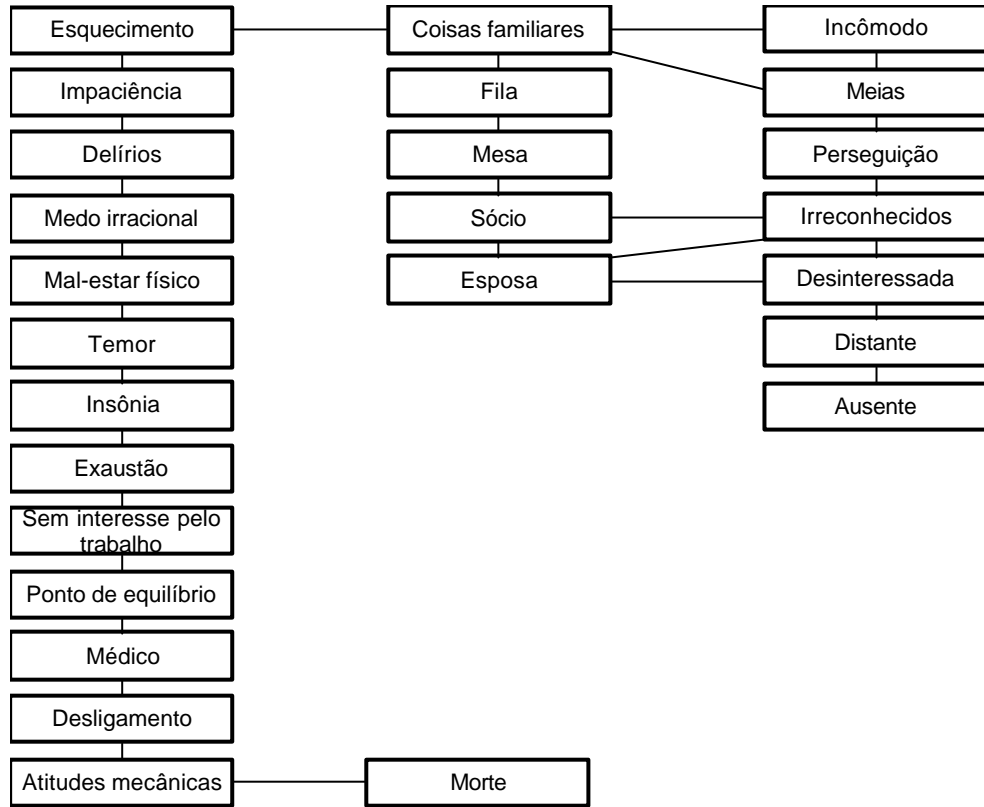 Esquecimento
Coisas familiares
Incômodo
Impaciência
Fila
Meias
Delírios
Mesa
Perseguição
Medo irracional
Sócio
Irreconhecidos
Mal-estar físico
Esposa
Desinteressada
Temor
Distante
Insônia
Ausente
Exaustão
Sem interesse pelo
trabalho
Ponto de equilíbrio
Médico
Desligamento
Atitudes mecânicas
Morte